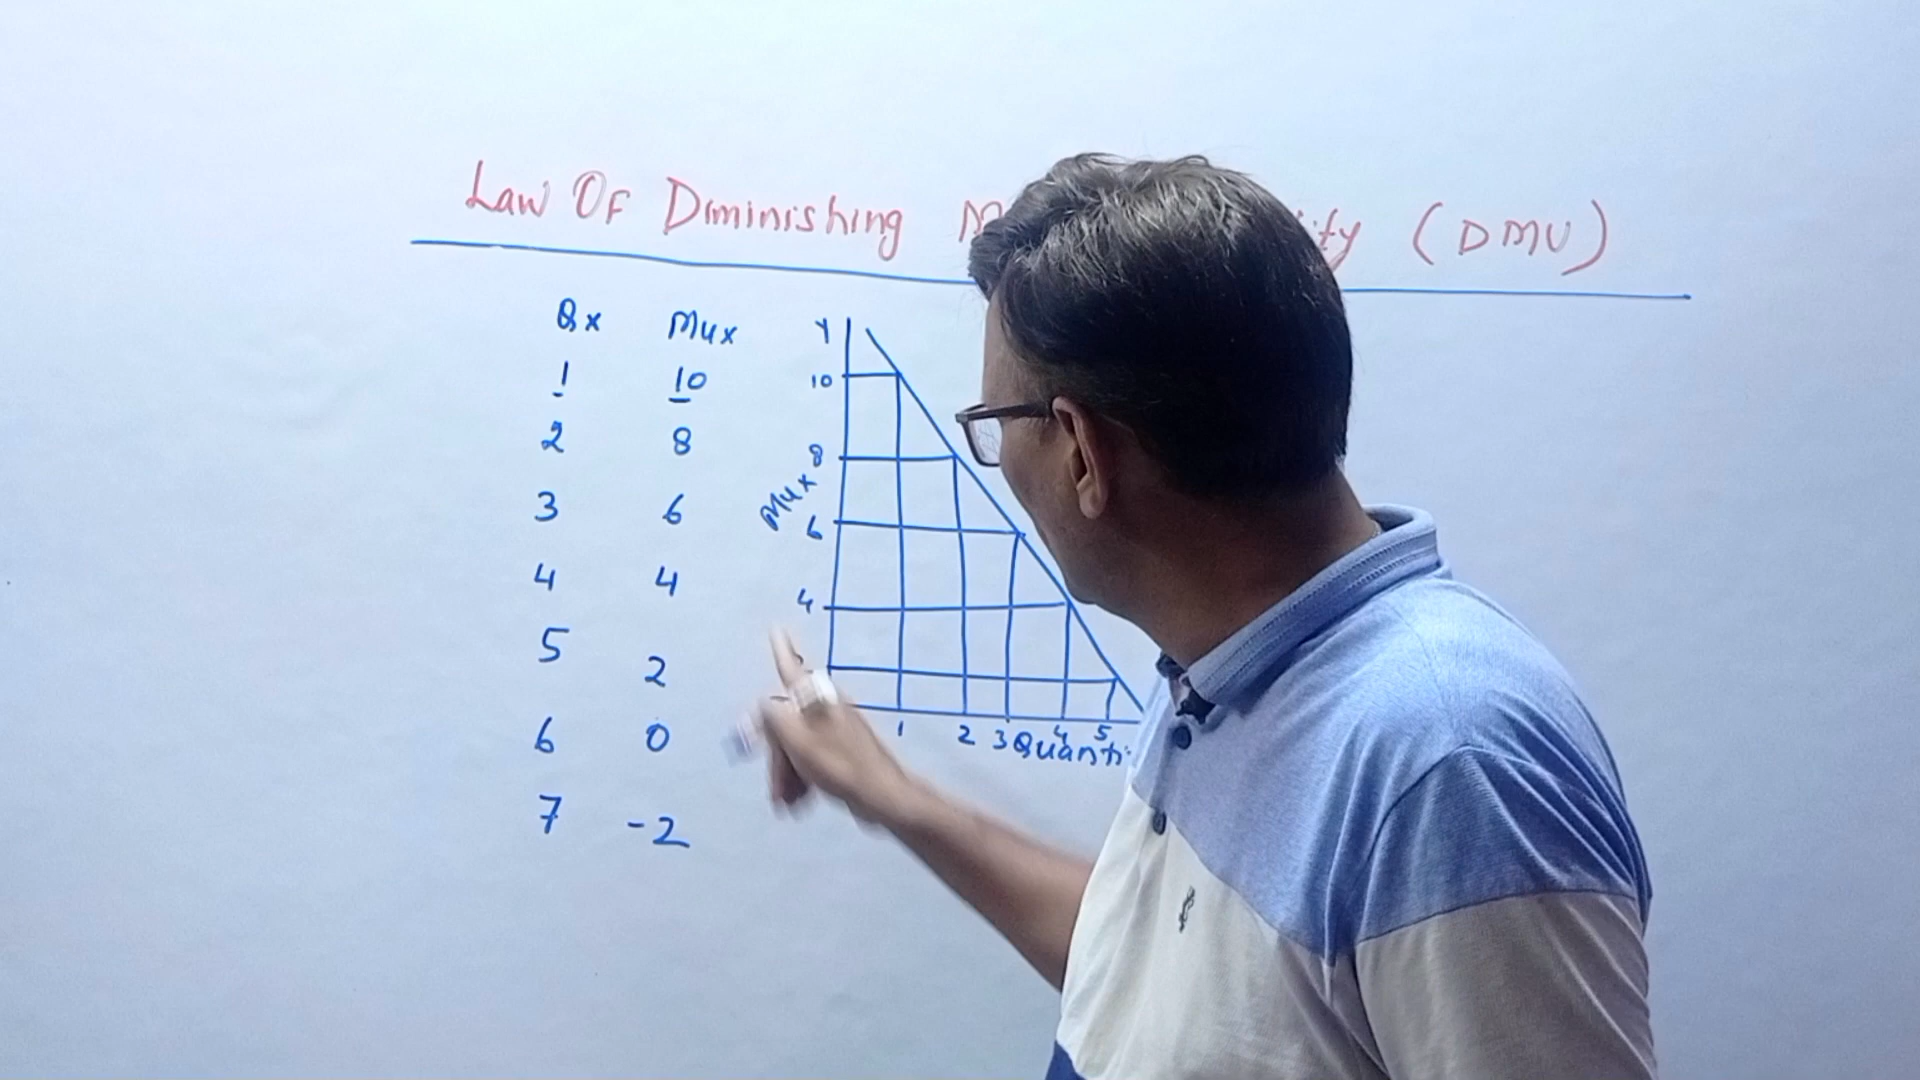 Law Of Diminishing (DMU)
Qx Mux
1 10
2 8
3 6
4 4
5 2
6 0
7 -2
Y
10
8
Mux
6
4
1 2 3 4 5